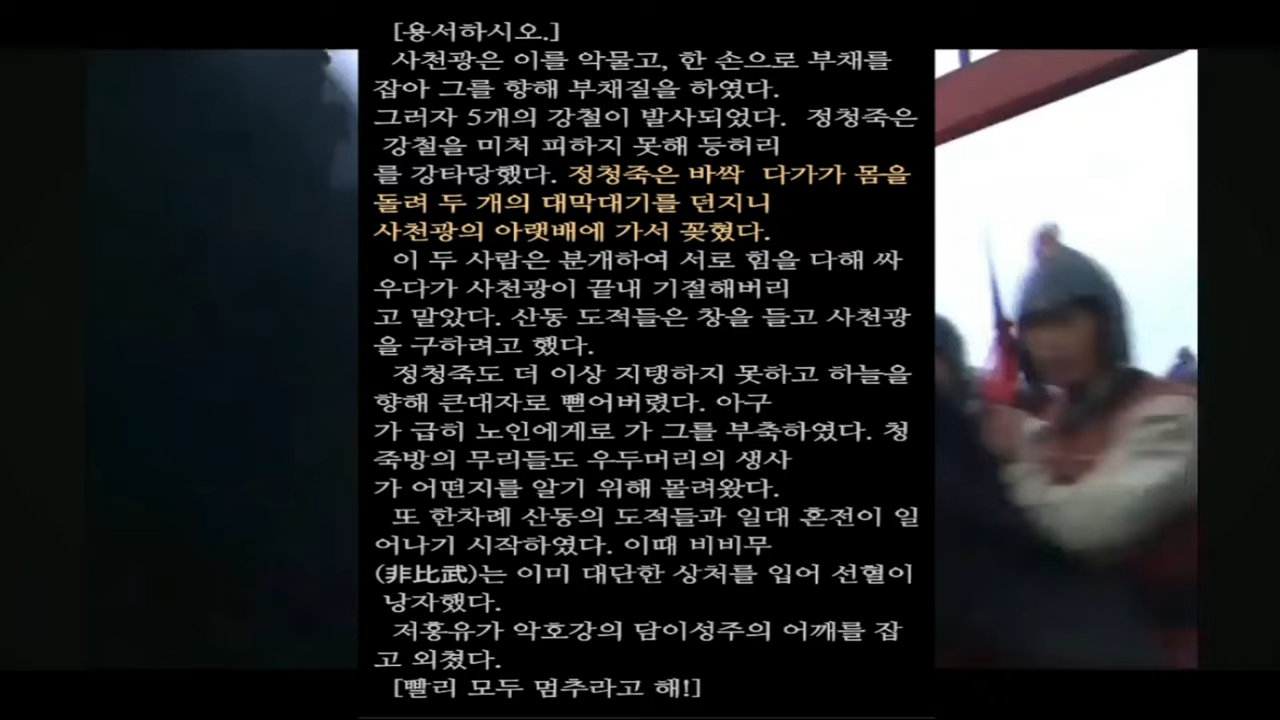 [용서하시오.]
사천광은 이를 악물고, 한 손으로 부채를
잡아 그를 향해 부채질을 하였다.
그러자 5개의 강철이 발사되었다. 정청죽은
강철을 미처 피하지 못해 등허리
를 강타당했다. 정청죽은 바싹 다가가 몸을
돌려 두 개의 대막대기를 던지니
사천광의 아랫배에 가서 꽂혔다.
이 두 사람은 분개하여 서로 힘을 다해 싸
우다가 사천광이 끝내 기절해버리
고 말았다. 산동 도적들은 창을 들고 사천광
을 구하려고 했다.
정청죽도 더 이상 지탱하지 못하고 하늘을
향해 큰대자로 뻗어버렸다. 아구
가 급히 노인에게로 가 그를 부축하였다. 청
죽방의 무리들도 우두머리의 생사
가 어떤지를 알기 위해 몰려왔다.
또 한차례 산동의 도적들과 일대 혼전이 일
어나기 시작하였다. 이때 비비무
(非比武)는 이미 대단한 상처를 입어 선혈이
낭자했다.
저홍유가 악호강의 담이성주의 어깨를 잡
고 외쳤다.
[빨리 모두 멈추라고 해!]